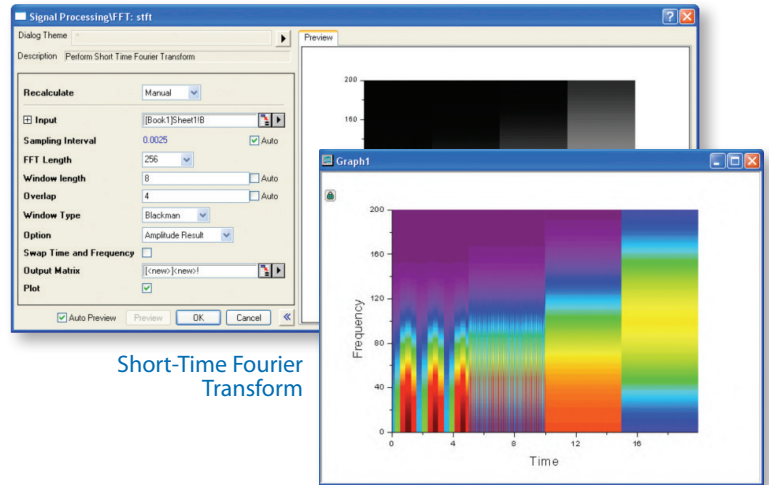 Signal Processing\FFT: stft
Dialog Theme *
Description Perform Short Time Fourier Transform
Recalculate Manual
Input [Book1]Sheet1!B
Sampling Interval 0.0025 Auto
FFT Length 256
Window length 8 Auto
Overlap 4 Auto
Window Type Blackman
Option Amplitude Result
Swap Time and Frequency
Output Matrix [<new>]<new>!
Plot
Auto Preview Preview OK Cancel
Preview
200
160
Graph1
200
160
120
80
40
0
Frequency
0 4 8 12 16
Time
Short-Time Fourier
Transform